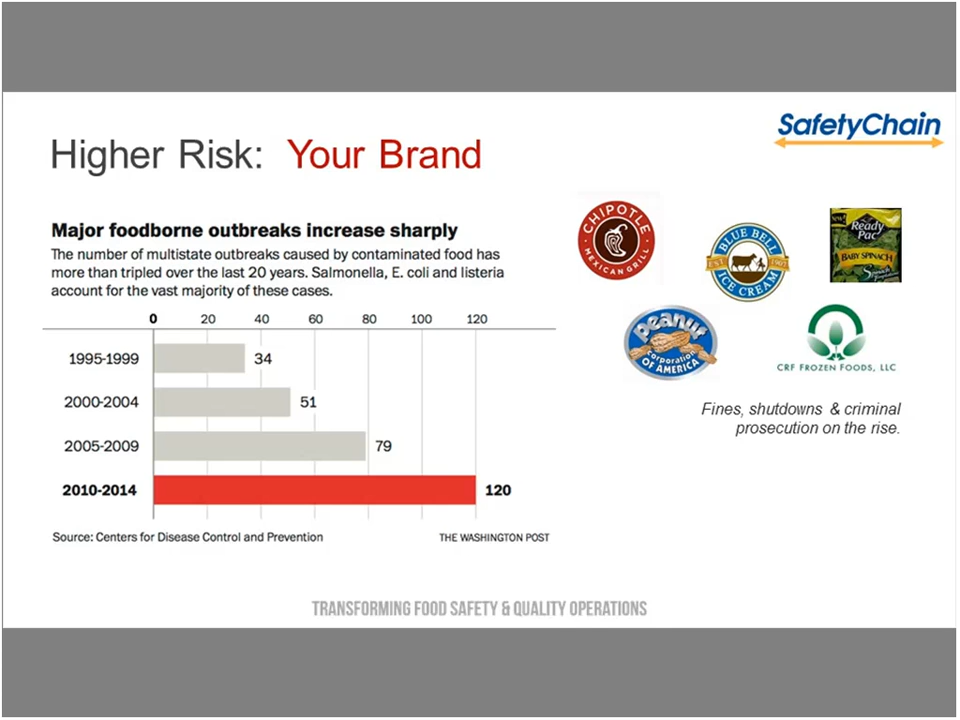 SafetyChain
Higher Risk: Your Brand
Major foodborne outbreaks increase sharply
The number of multistate outbreaks caused by contaminated food has
more than tripled over the last 20 years. Salmonella, E. coli and listeria
account for the vast majority of these cases.
0 20 40 60 80 100 120
1995-1999 34
2000-2004 51
2005-2009 79
2010-2014 120
Source: Centers for Disease Control and Prevention THE WASHINGTON POST
CHIPOTLE
MEXICAN GRILL
BLUE BELL
EST 1907
ICE CREAM
Ready
Pac
BABY SPINACH
peanut
corporation
OF AMERICA
CRF FROZEN FOODS, LLC
Fines, shutdowns & criminal
prosecution on the rise.
TRANSFORMING FOOD SAFETY & QUALITY OPERATIONS